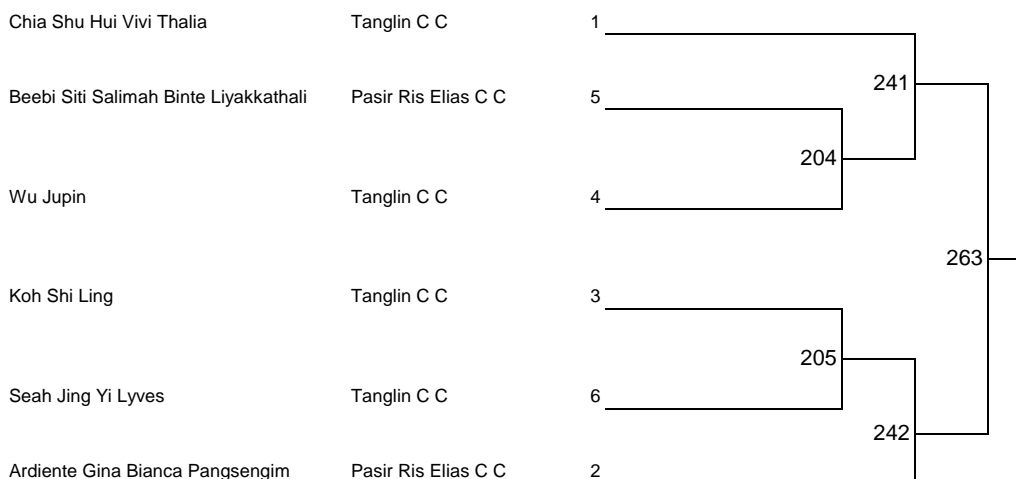 Chia Shu Hui Vivi Thalia Tanglin C C 1
241
Beebi Siti Salimah Binte Liyakkathali Pasir Ris Elias C C 5
204
Wu Jupin Tanglin C C 4
263
Koh Shi Ling Tanglin C C 3
205
Seah Jing Yi Lyves Tanglin C C 6
242
Ardiente Gina Bianca Pangsengim Pasir Ris Elias C C 2